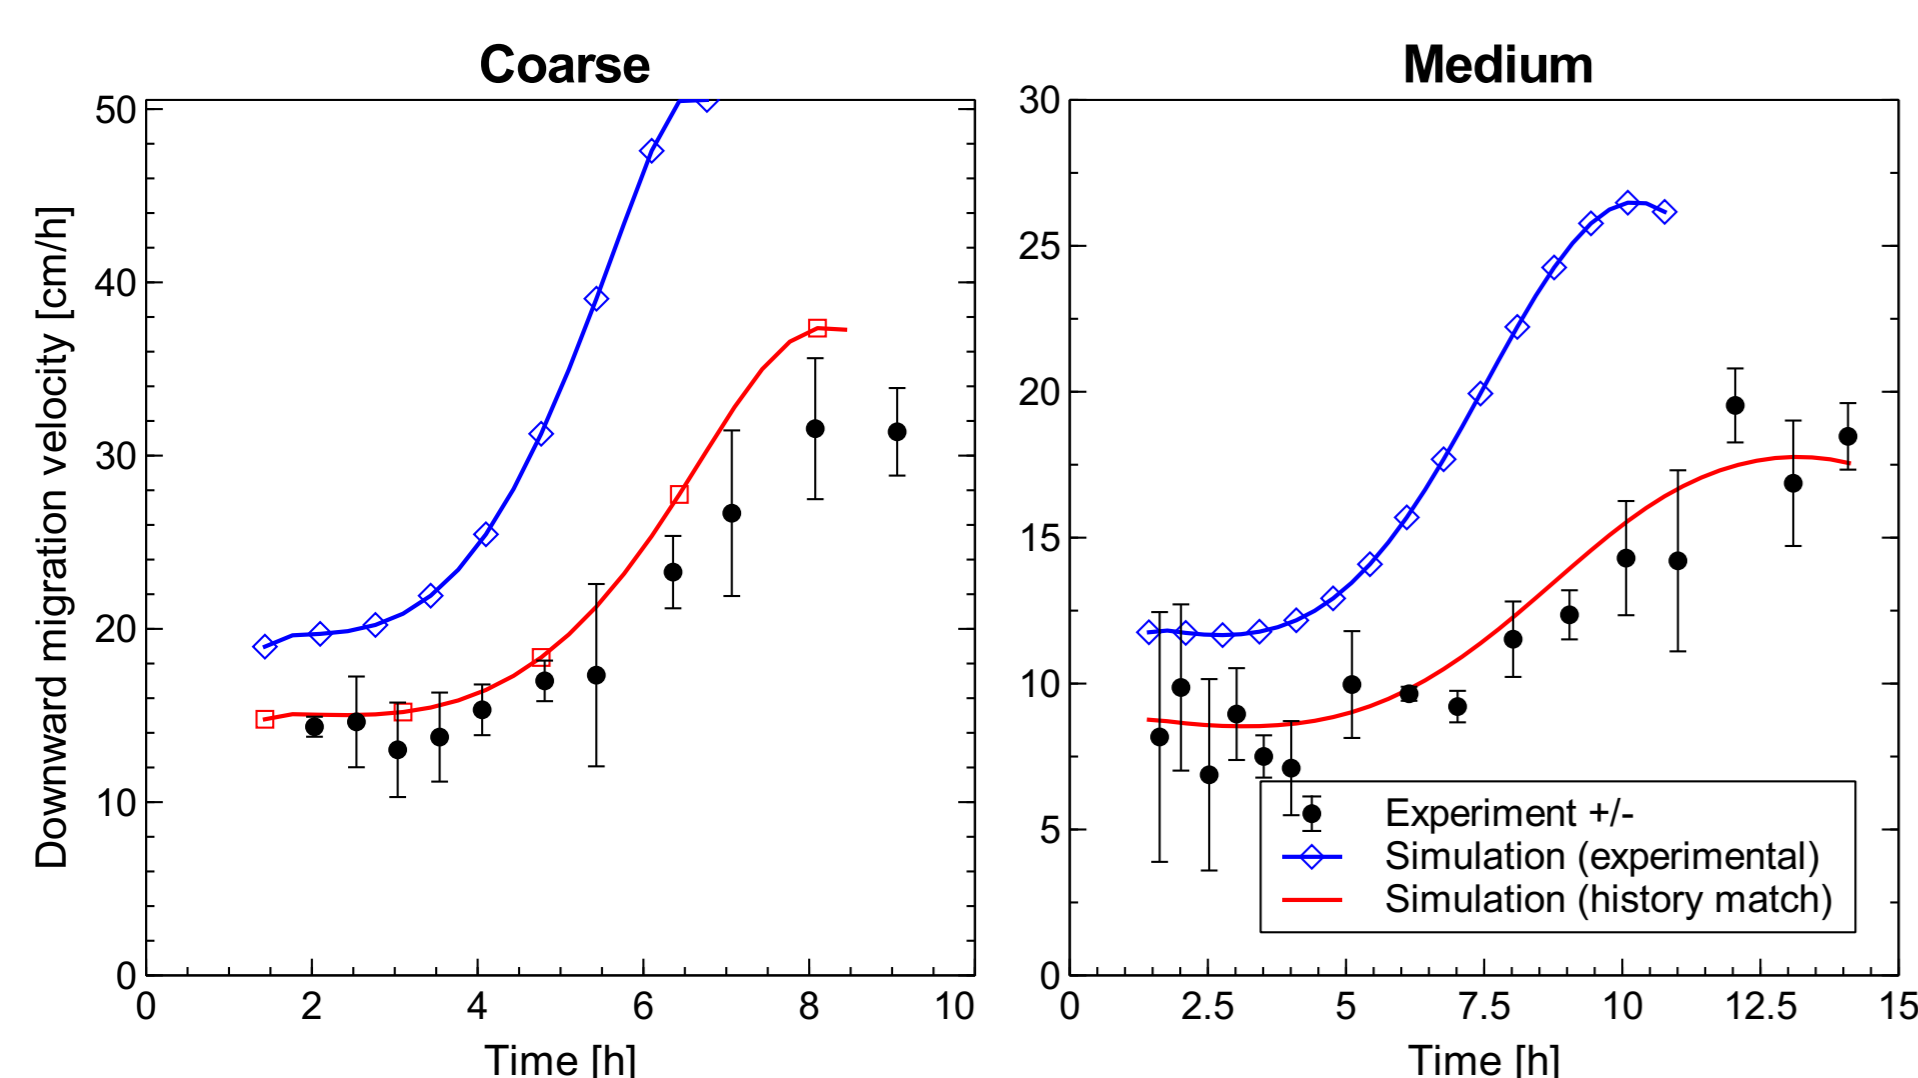 Coarse
Medium
Downward migration velocity [cm/h]
50
40
30
20
10
0
0 2 4 6 8 10
Time [h]
30
25
20
15
10
5
0
0 2.5 5 7.5 10 12.5 15
Time [h]
Experiment +/-
Simulation (experimental)
Simulation (history match)